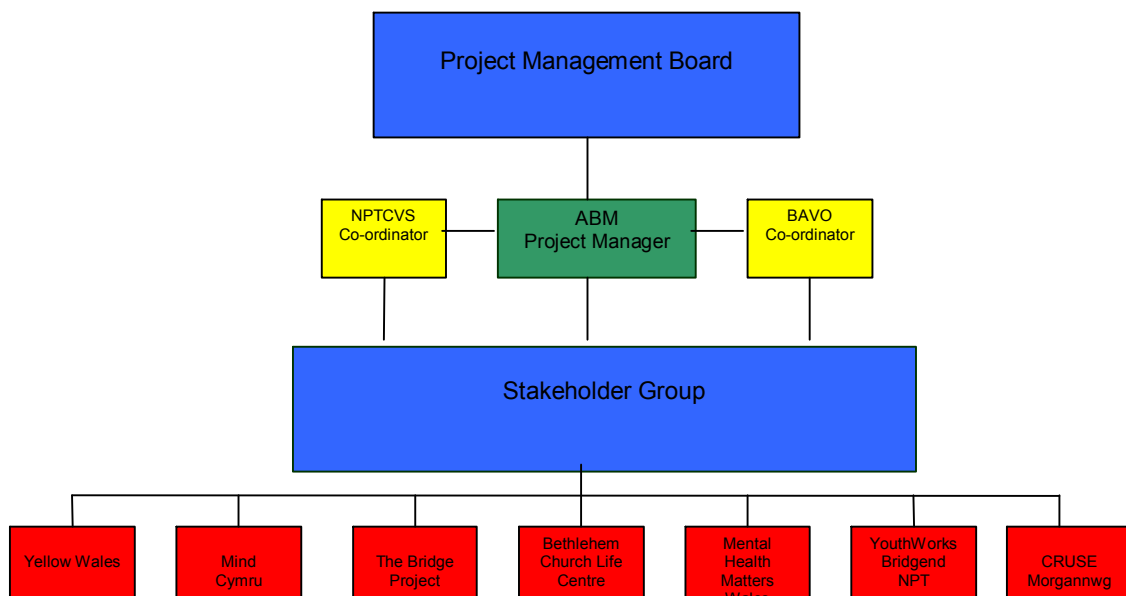 Project Management Board
NPTCVS
Co-ordinator
ABM
Project Manager
BAVO
Co-ordinator
Stakeholder Group
Yellow Wales
Mind
Cymru
The Bridge
Project
Bethlehem
Church Life
Centre
Mental
Health
Matters
Wales
YouthWorks
Bridgend
NPT
CRUSE
Morgannwg